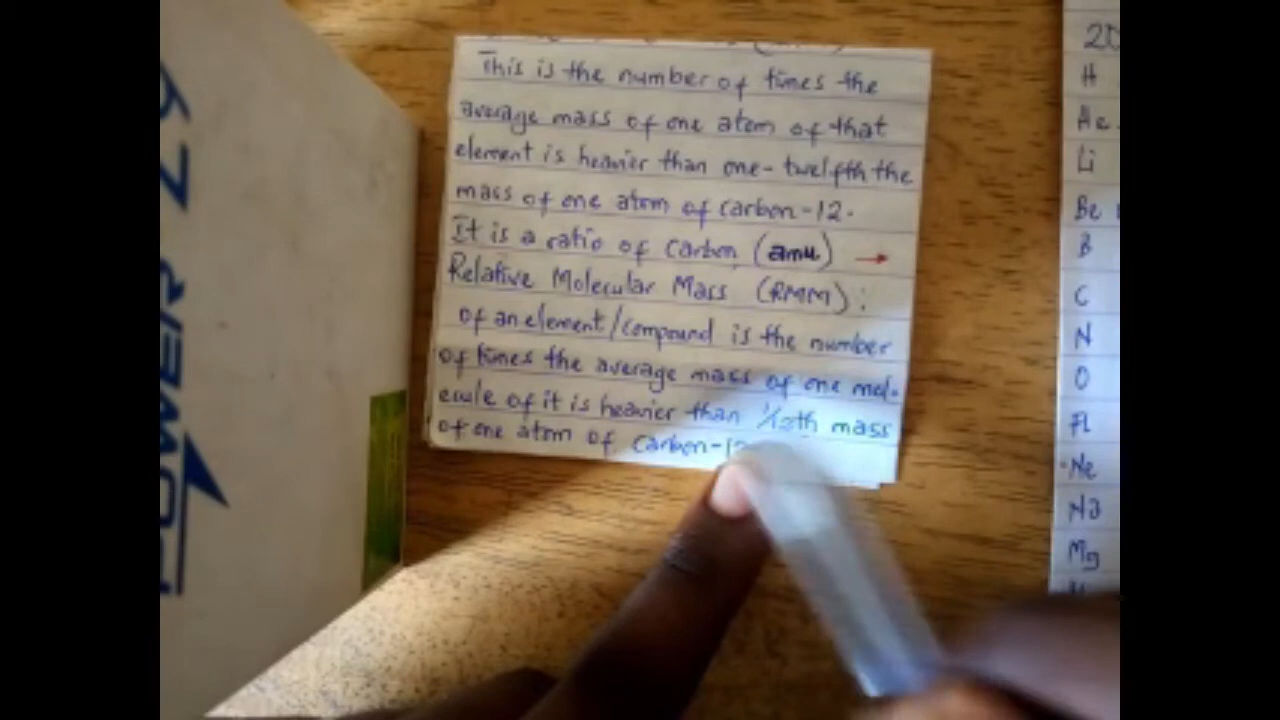 This is the number of times the
average mass of one atom of that
element is heavier than one-twelfth the
mass of one atom of carbon-12.
It is a ratio of carbon (amu) →
Relative Molecular Mass (RMM):
of an element/compound is the number
of times the average mass of one mol-
ecule of it is heavier than 1/12th mass
of one atom of Carbon-12
20
H
He
Li
Be
B
C
N
O
FL
Ne
Na
Mg
POWER